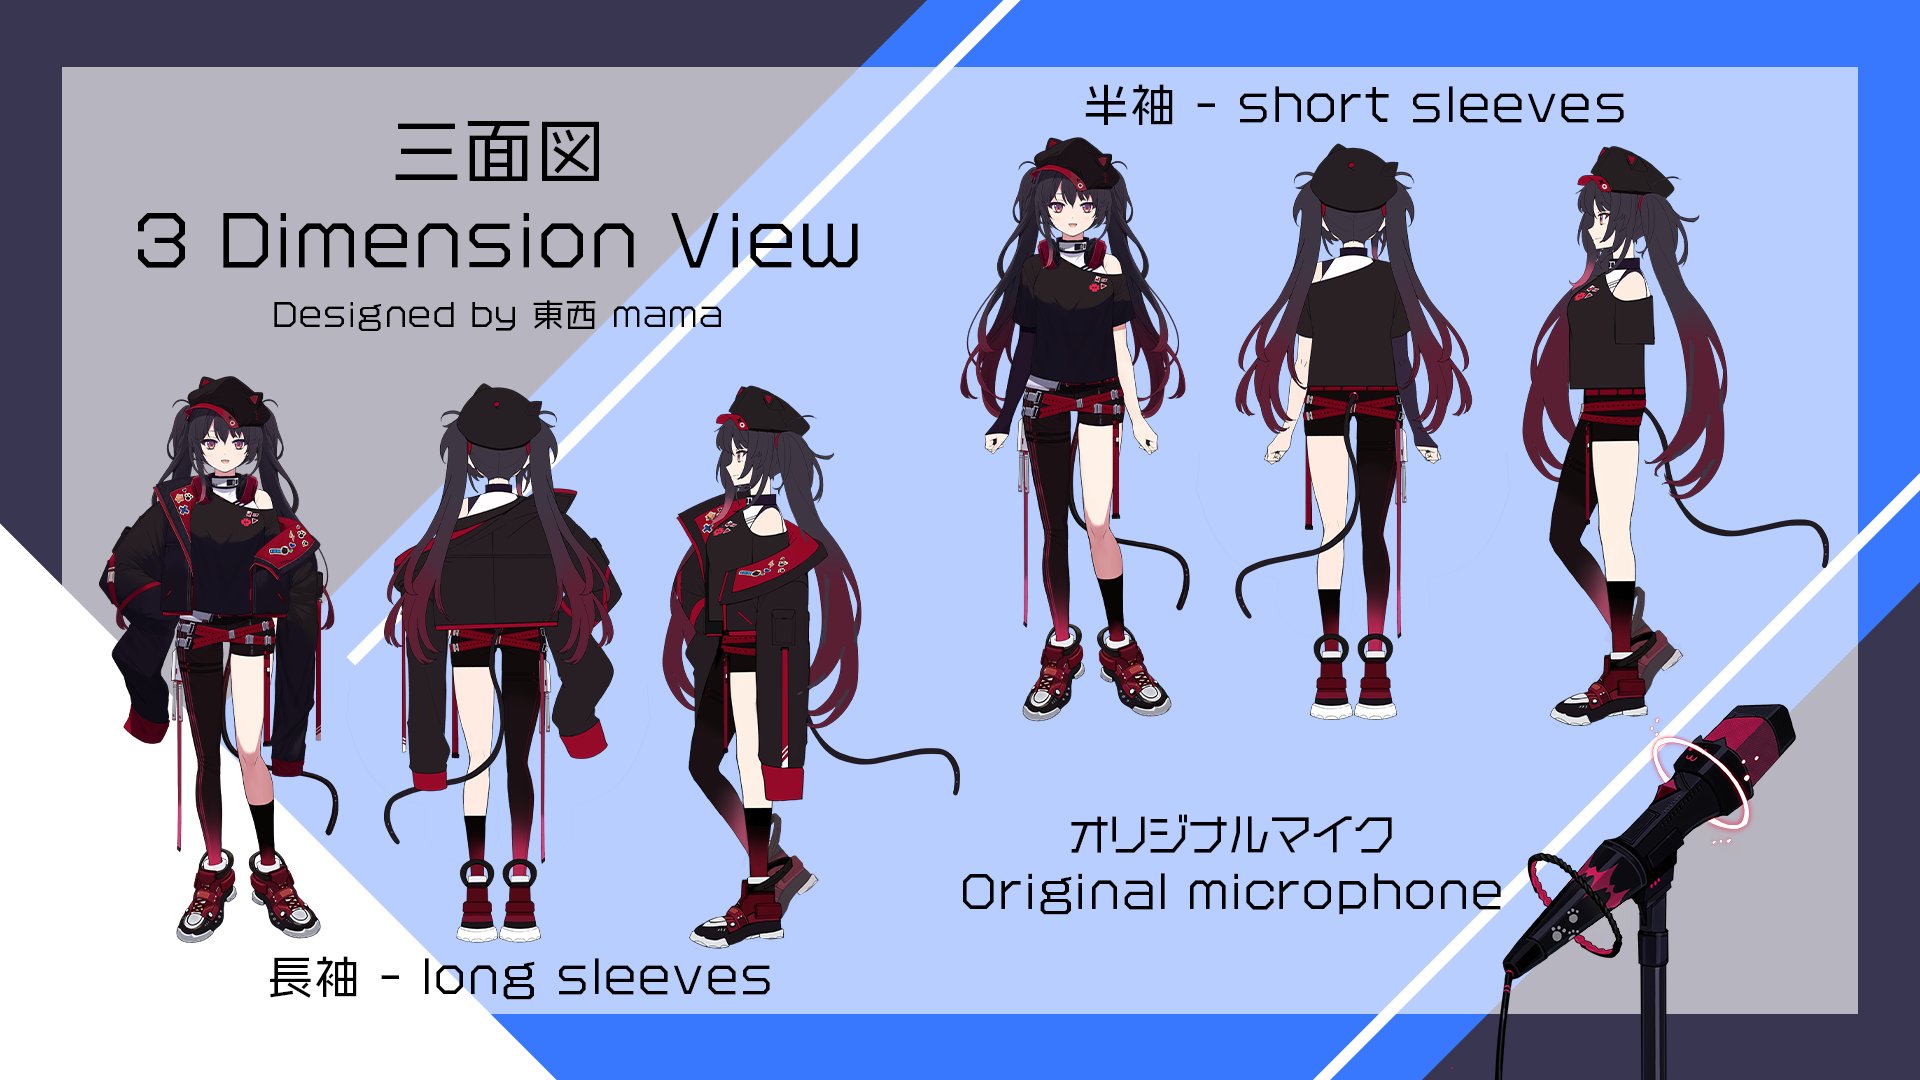 三面図
3 Dimension View
Designed by 東西 mama
半袖 - short sleeves
長袖 - long sleeves
オリジナルマイク
Original microphone